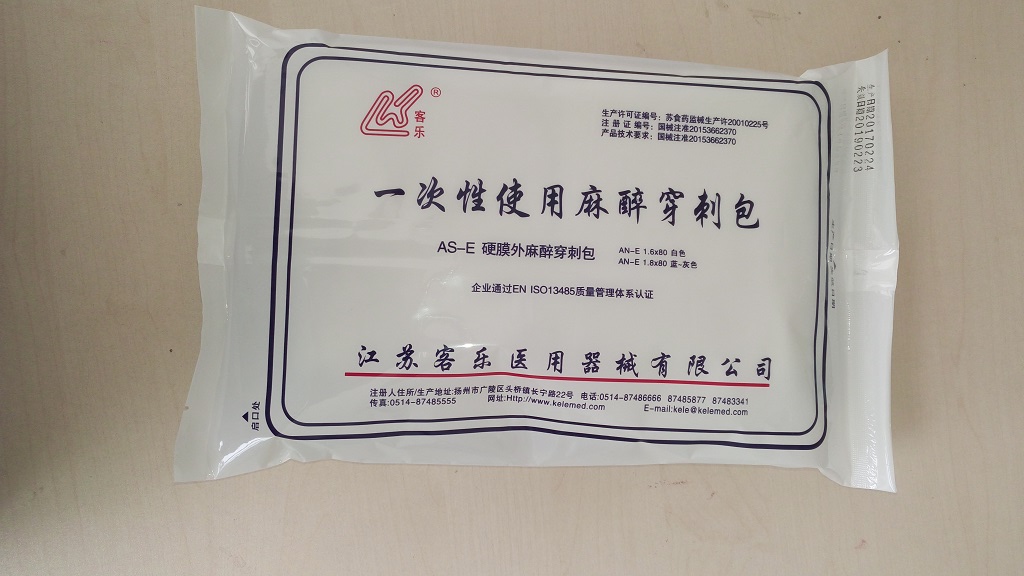 客乐
®
生产许可证编号：苏食药监械生产许20010225号
注 册 证 编 号：国械注准20153662370
产品技术要求：国械注准20153662370
一次性使用麻醉穿刺包
AS-E 硬膜外麻醉穿刺包
AN-E 1.6x80 白色
AN-E 1.8x80 蓝~灰色
企业通过EN ISO13485质量管理体系认证
江苏客乐医用器械有限公司
注册人住所/生产地址:扬州市广陵区头桥镇长宁路22号 电话:0514-87486666 87485877 87483341
传真:0514-87485555 网址:Http://www.kelemed.com E-mail:kele@kelemed.com
启口处
生产日期20170224
失效日期20190223